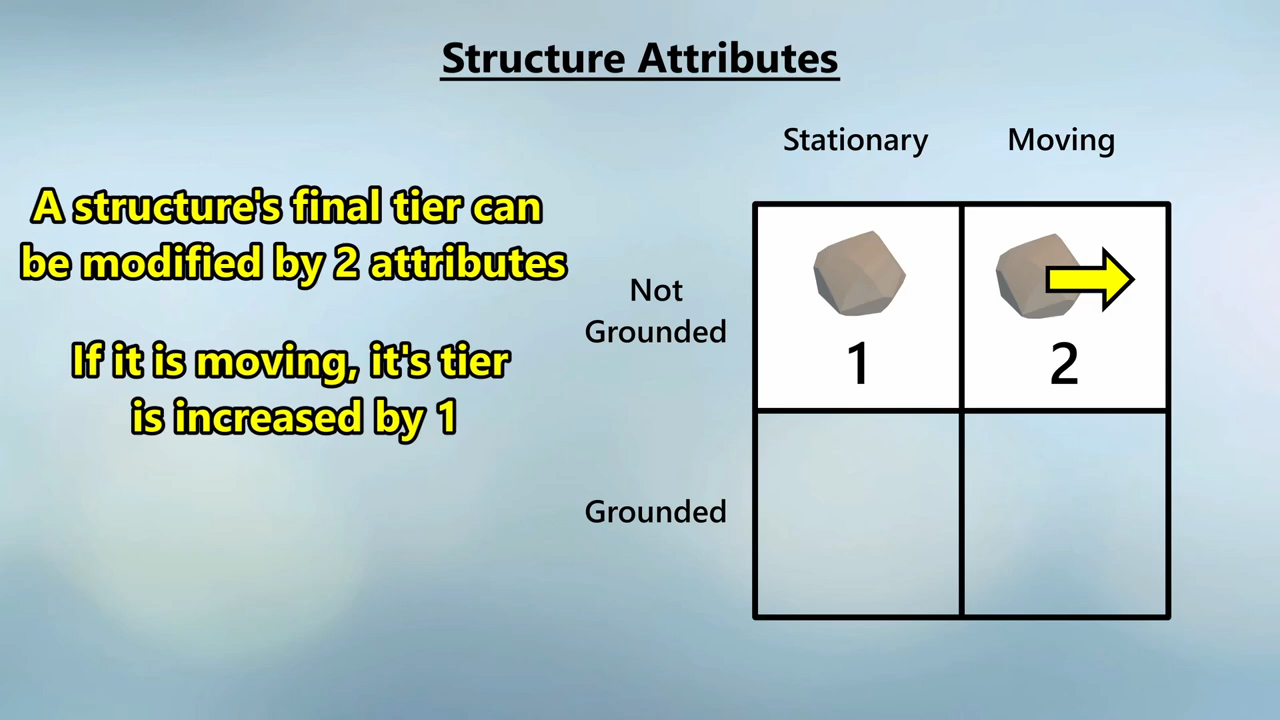 Structure Attributes
Stationary
Moving
A structure's final tier can
be modified by 2 attributes
If it is moving, it's tier
is increased by 1
Not
Grounded
1
2
Grounded